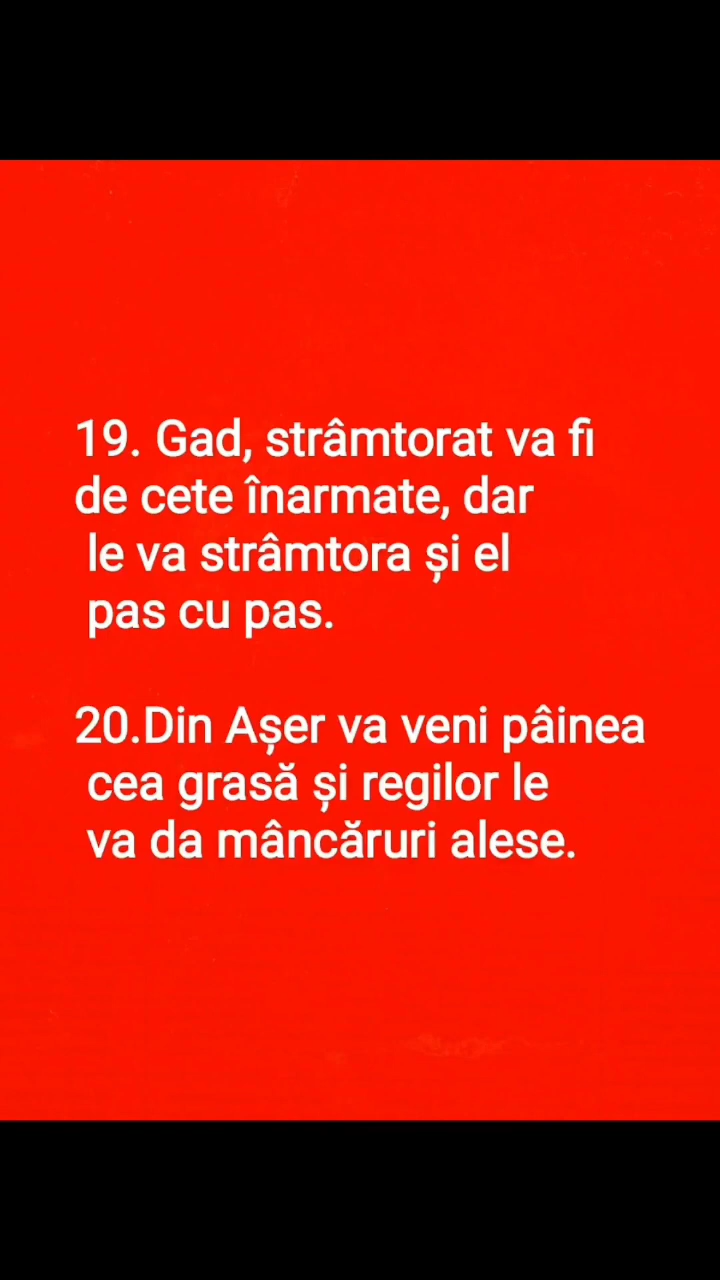 19. Gad, strâmtorat va fi
de cete înarmate, dar
le va strâmtora și el
pas cu pas.
20.Din Așer va veni pâinea
cea grasă și regilor le
va da mâncăruri alese.